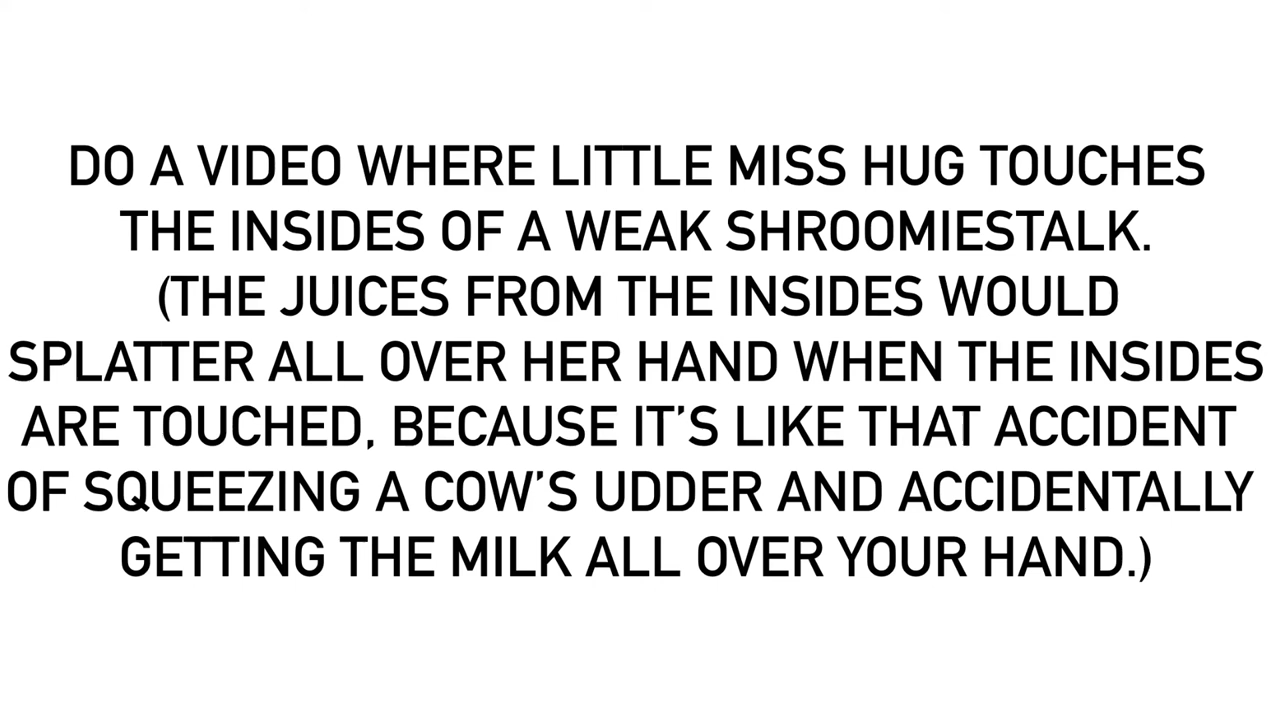 DO A VIDEO WHERE LITTLE MISS HUG TOUCHES
THE INSIDES OF A WEAK SHROOMIESTALK.
(THE JUICES FROM THE INSIDES WOULD
SPLATTER ALL OVER HER HAND WHEN THE INSIDES
ARE TOUCHED, BECAUSE IT’S LIKE THAT ACCIDENT
OF SQUEEZING A COW’S UDDER AND ACCIDENTALLY
GETTING THE MILK ALL OVER YOUR HAND.)